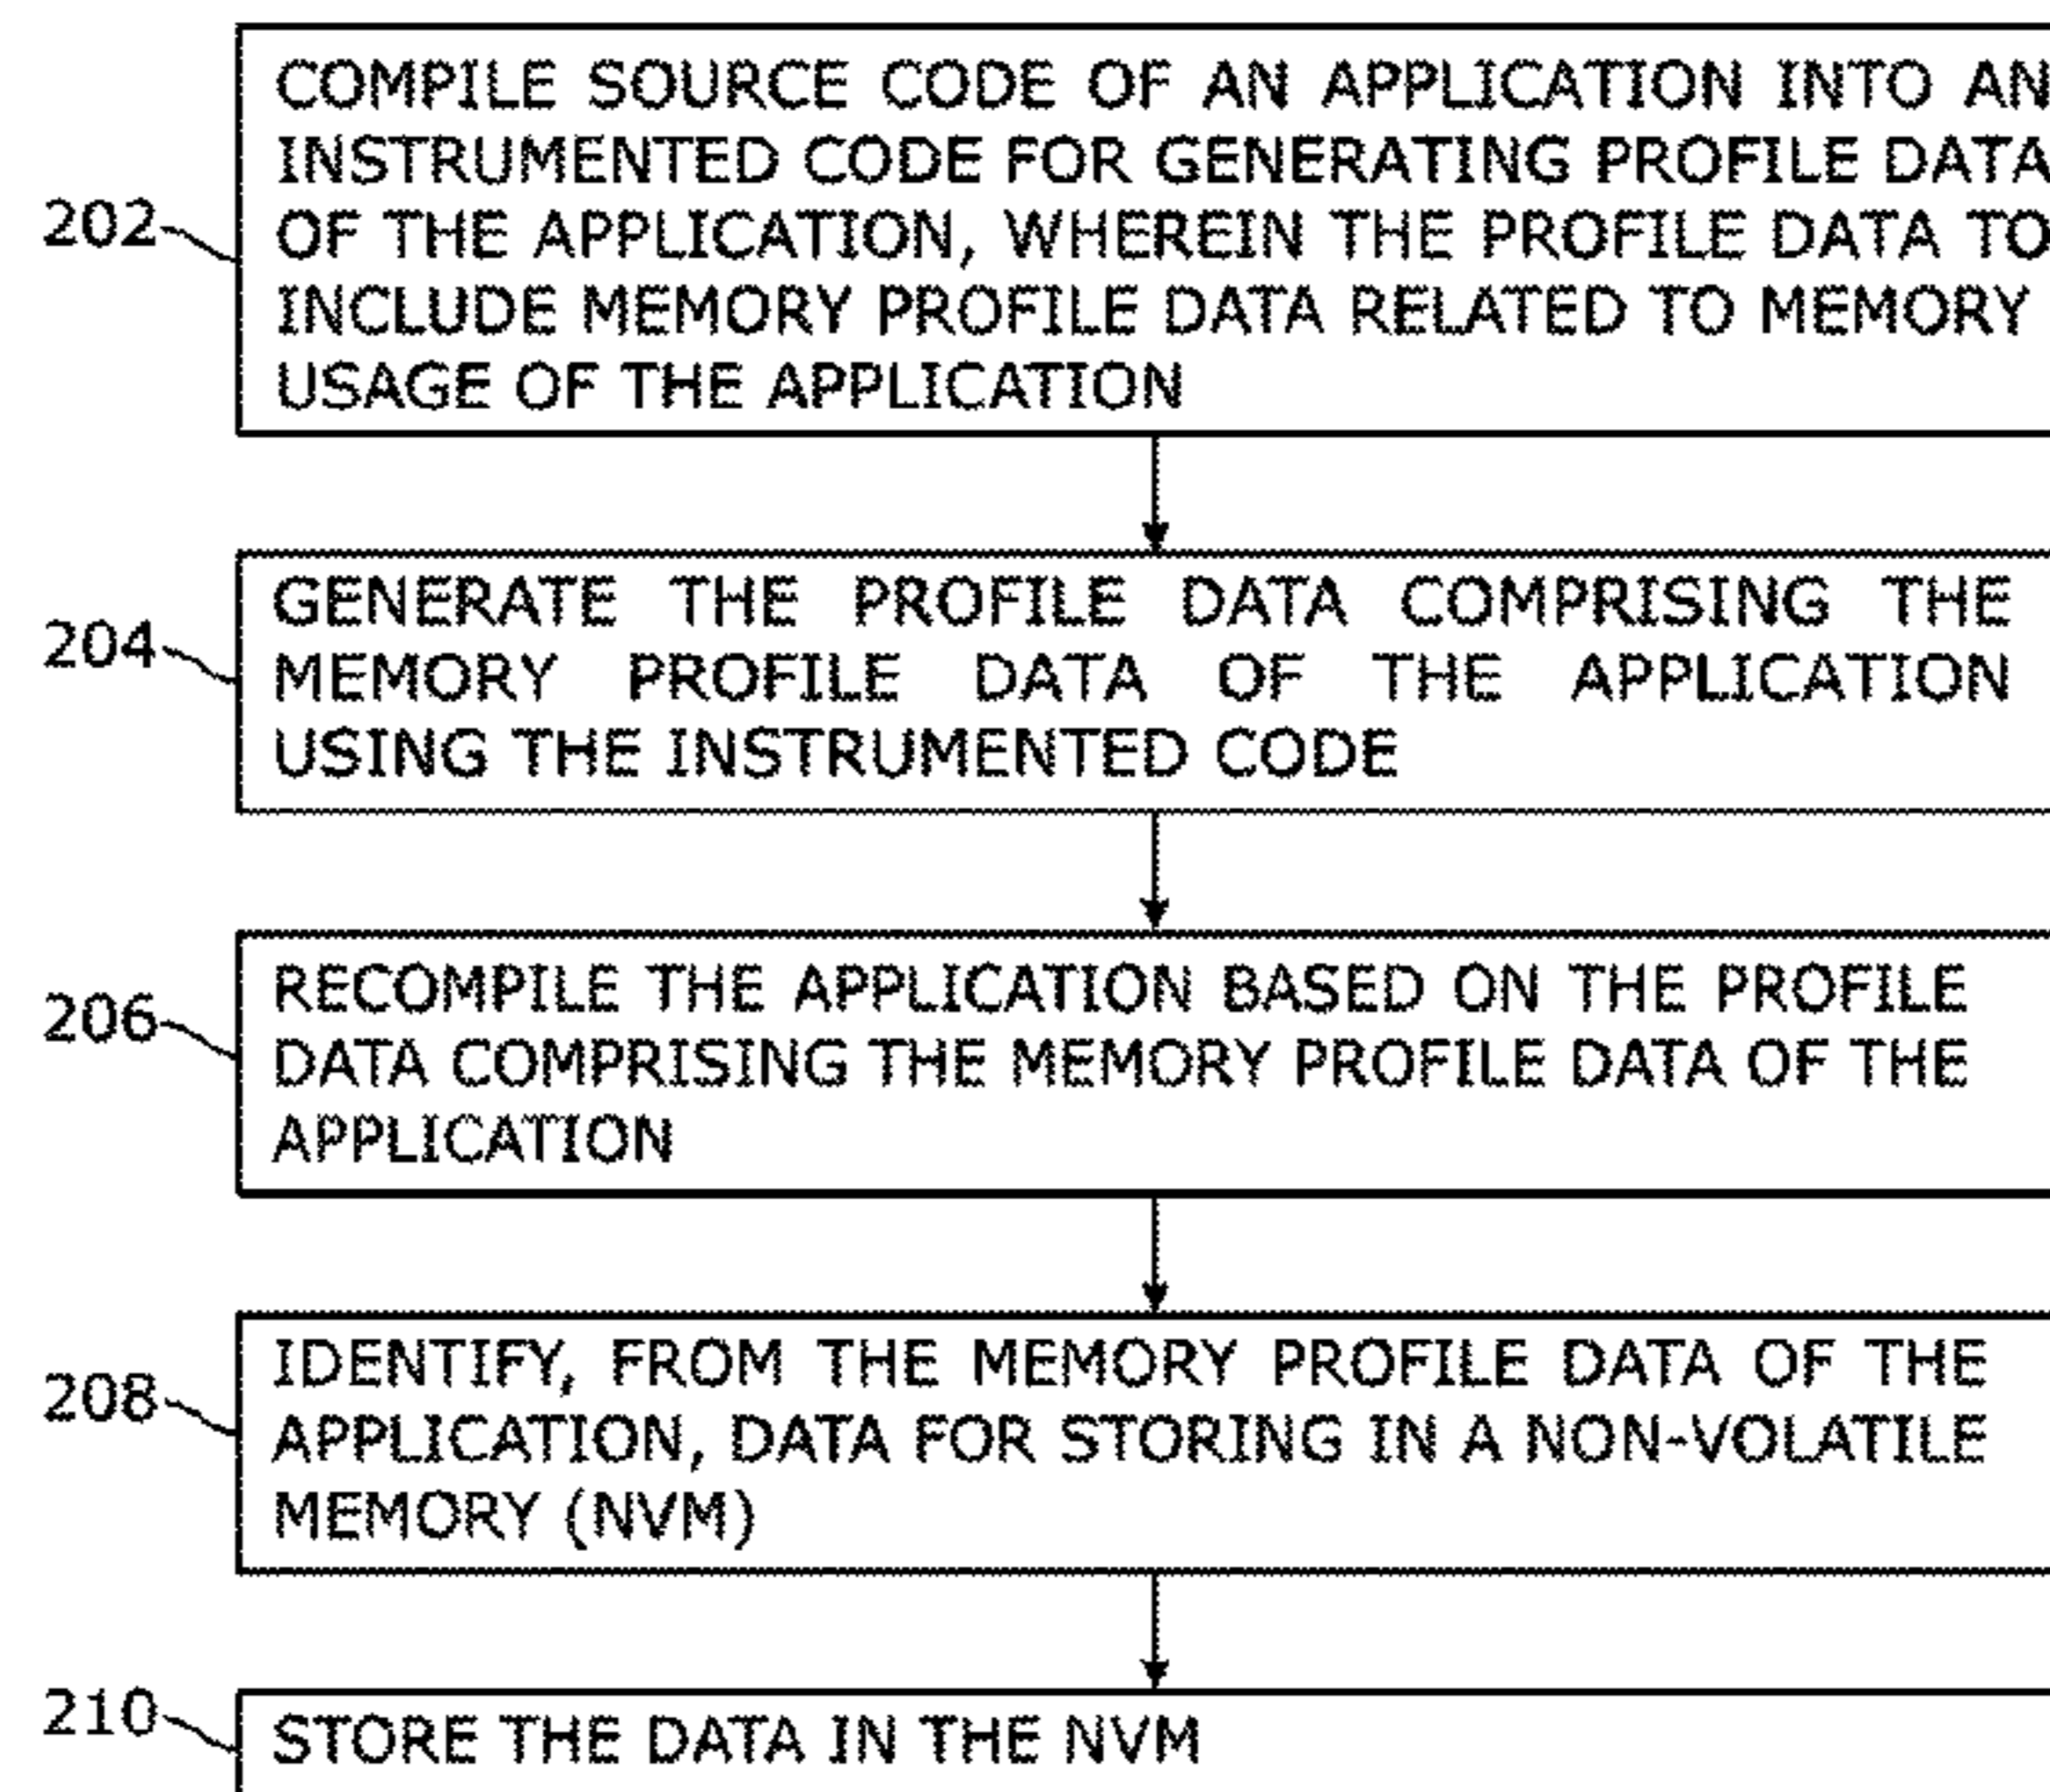 COMPILE SOURCE CODE OF AN APPLICATION INTO AN
INSTRUMENTED CODE FOR GENERATING PROFILE DATA
202 OF THE APPLICATION, WHEREIN THE PROFILE DATA TO
INCLUDE MEMORY PROFILE DATA RELATED TO MEMORY
USAGE OF THE APPLICATION
GENERATE THE PROFILE DATA COMPRISING THE
204 MEMORY PROFILE DATA OF THE APPLICATION
USING THE INSTRUMENTED CODE
RECOMPILE THE APPLICATION BASED ON THE PROFILE
206 DATA COMPRISING THE MEMORY PROFILE DATA OF THE
APPLICATION
IDENTIFY, FROM THE MEMORY PROFILE DATA OF THE
208 APPLICATION, DATA FOR STORING IN A NON-VOLATILE
MEMORY (NVM)
210 STORE THE DATA IN THE NVM